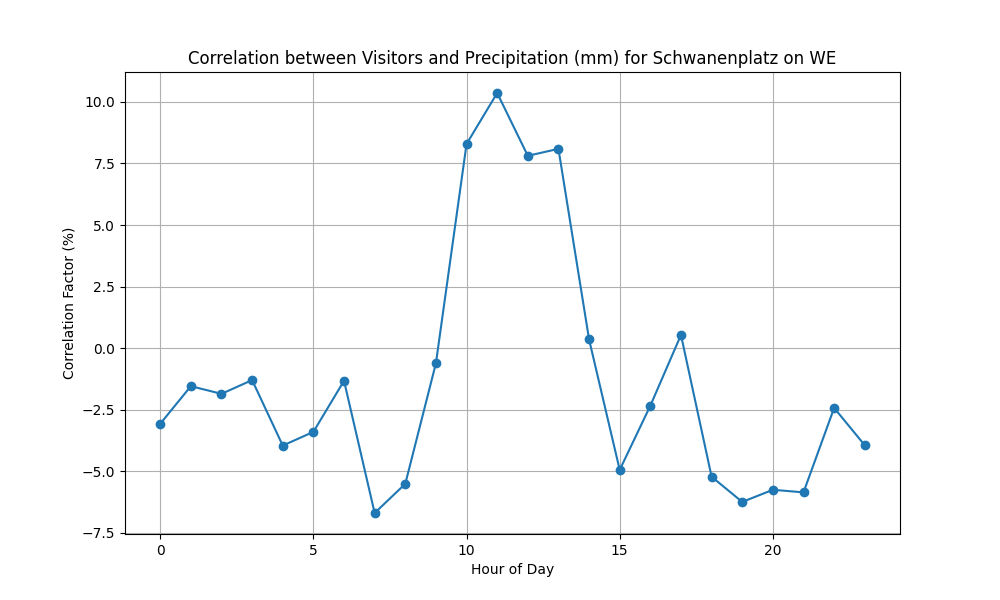 Correlation between Visitors and Precipitation (mm) for Schwanenplatz on WE
Correlation Factor (%)
10.0
7.5
5.0
2.5
0.0
−2.5
−5.0
−7.5
0 5 10 15 20
Hour of Day